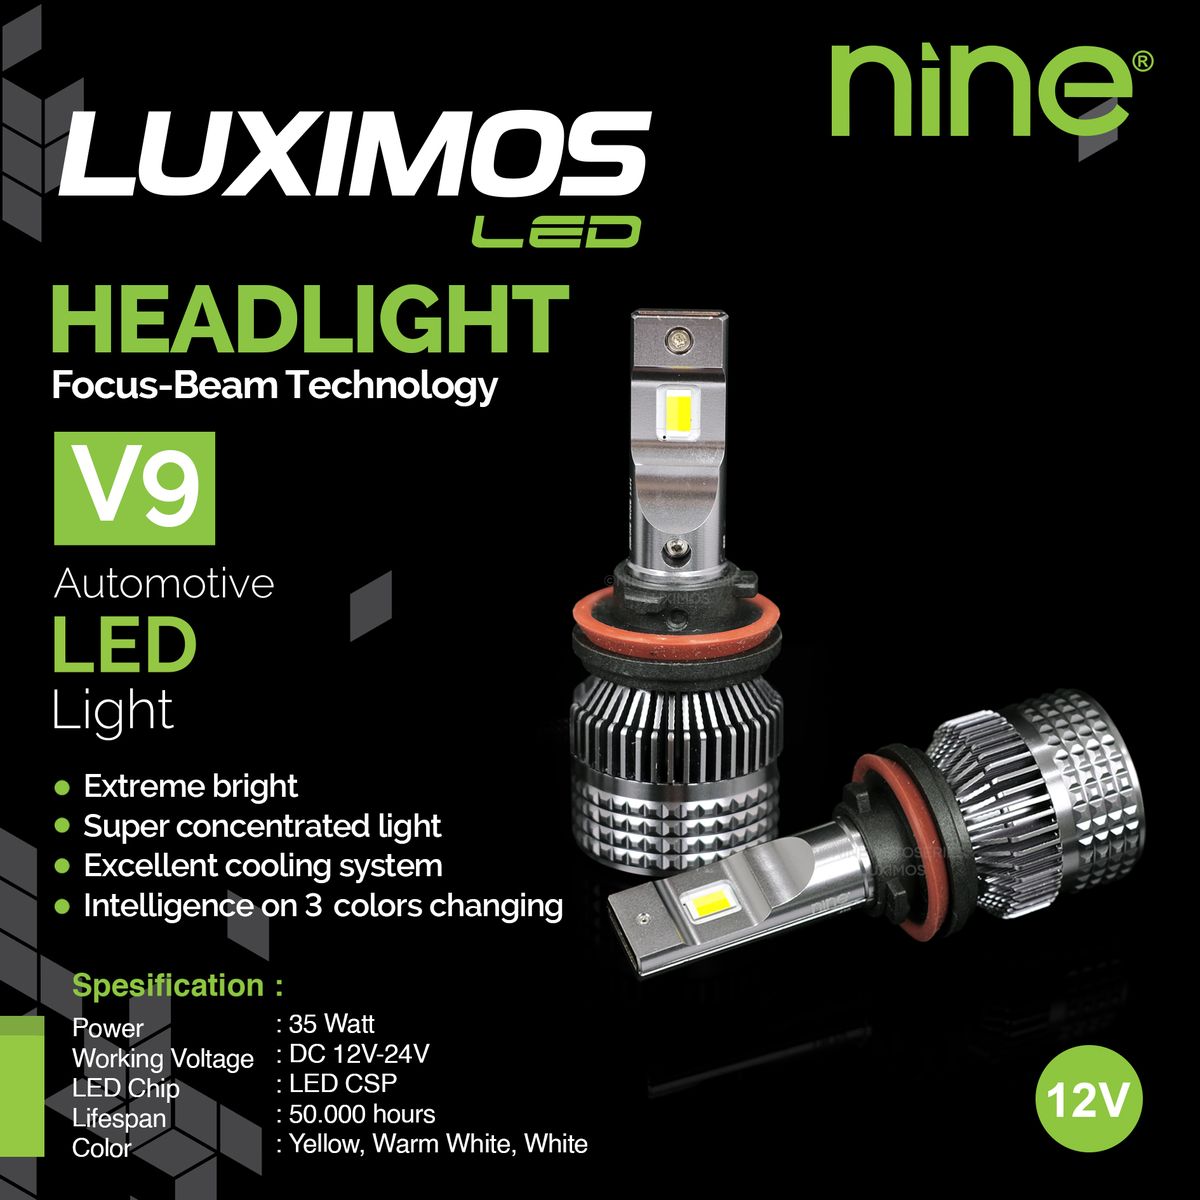 nine®
LUXIMOS
LED
HEADLIGHT
Focus-Beam Technology
V9
Automotive
LED
Light
Extreme bright
Super concentrated light
Excellent cooling system
Intelligence on 3 colors changing
Spesification :
Power : 35 Watt
Working Voltage : DC 12V-24V
LED Chip : LED CSP
Lifespan : 50.000 hours
Color : Yellow, Warm White, White
nine
12V